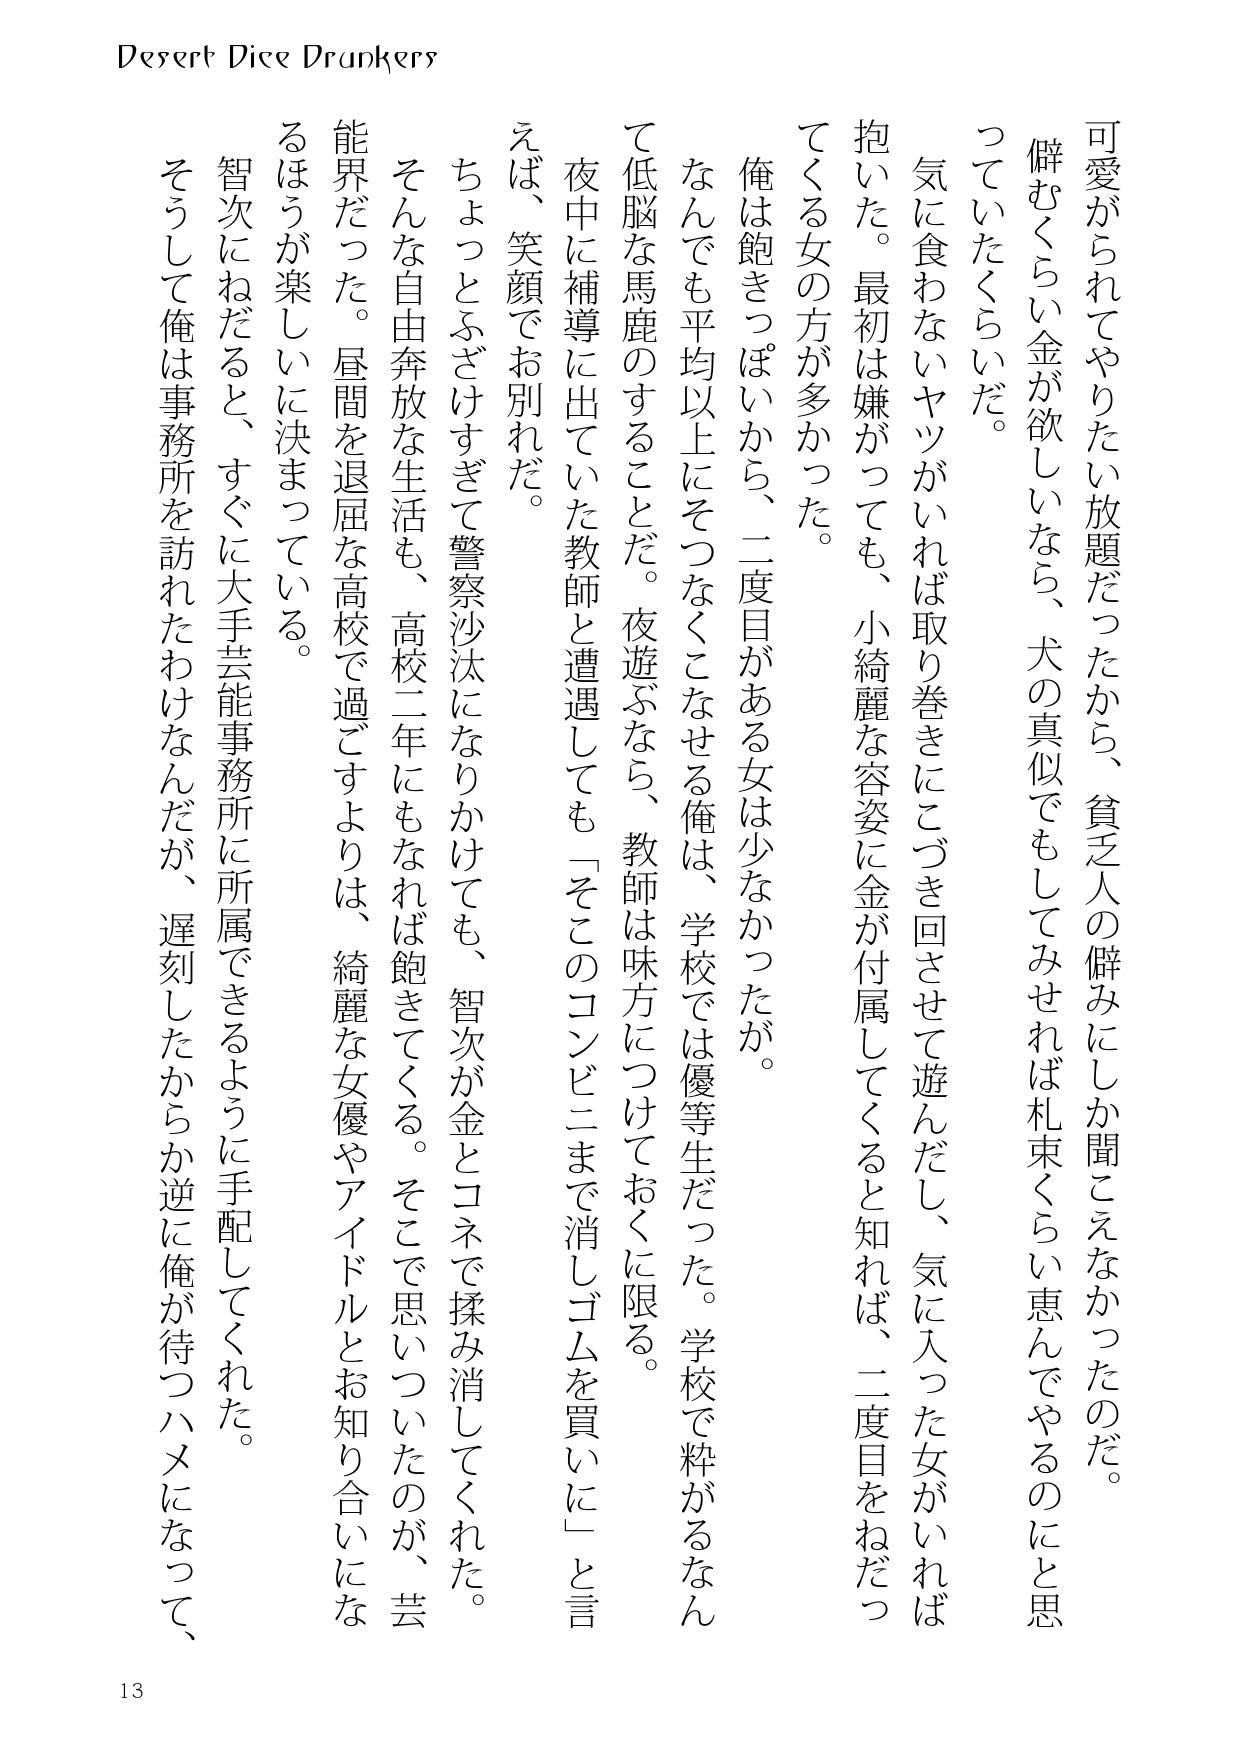 Desert Dice Drunkers
可愛がられてやりたい放題だったから、貧乏人の僻みにしか聞こえなかったのだ。
僻むくらい金が欲しいなら、犬の真似でもしてみせれば札束くらい恵んでやるのにと思
っていたくらいだ。
気に食わないヤツがいれば取り巻きにこづき回させて遊んだし、気に入った女がいれば
抱いた。最初は嫌がっても、小綺麗な容姿に金が付属してくると知れば、二度目をねだっ
てくる女の方が多かった。
俺は飽きっぽいから、二度目がある女は少なかったが。
なんでも平均以上にそつなくこなせる俺は、学校では優等生だった。学校で粋がるなん
て低脳な馬鹿のすることだ。夜遊ぶなら、教師は味方につけておくに限る。
夜中に補導に出ていた教師と遭遇しても「そこのコンビニまで消しゴムを買いに」と言
えば、笑顔でお別れだ。
ちょっとふざけすぎて警察沙汰になりかけても、智次が金とコネで揉み消してくれた。
そんな自由奔放な生活も、高校二年にもなれば飽きてくる。そこで思いついたのが、芸
能界だった。昼間を退屈な高校で過ごすよりは、綺麗な女優やアイドルとお知り合いにな
るほうが楽しいに決まっている。
智次にねだると、すぐに大手芸能事務所に所属できるように手配してくれた。
そうして俺は事務所を訪れたわけなんだが、遅刻したからか逆に俺が待つハメになって、
13